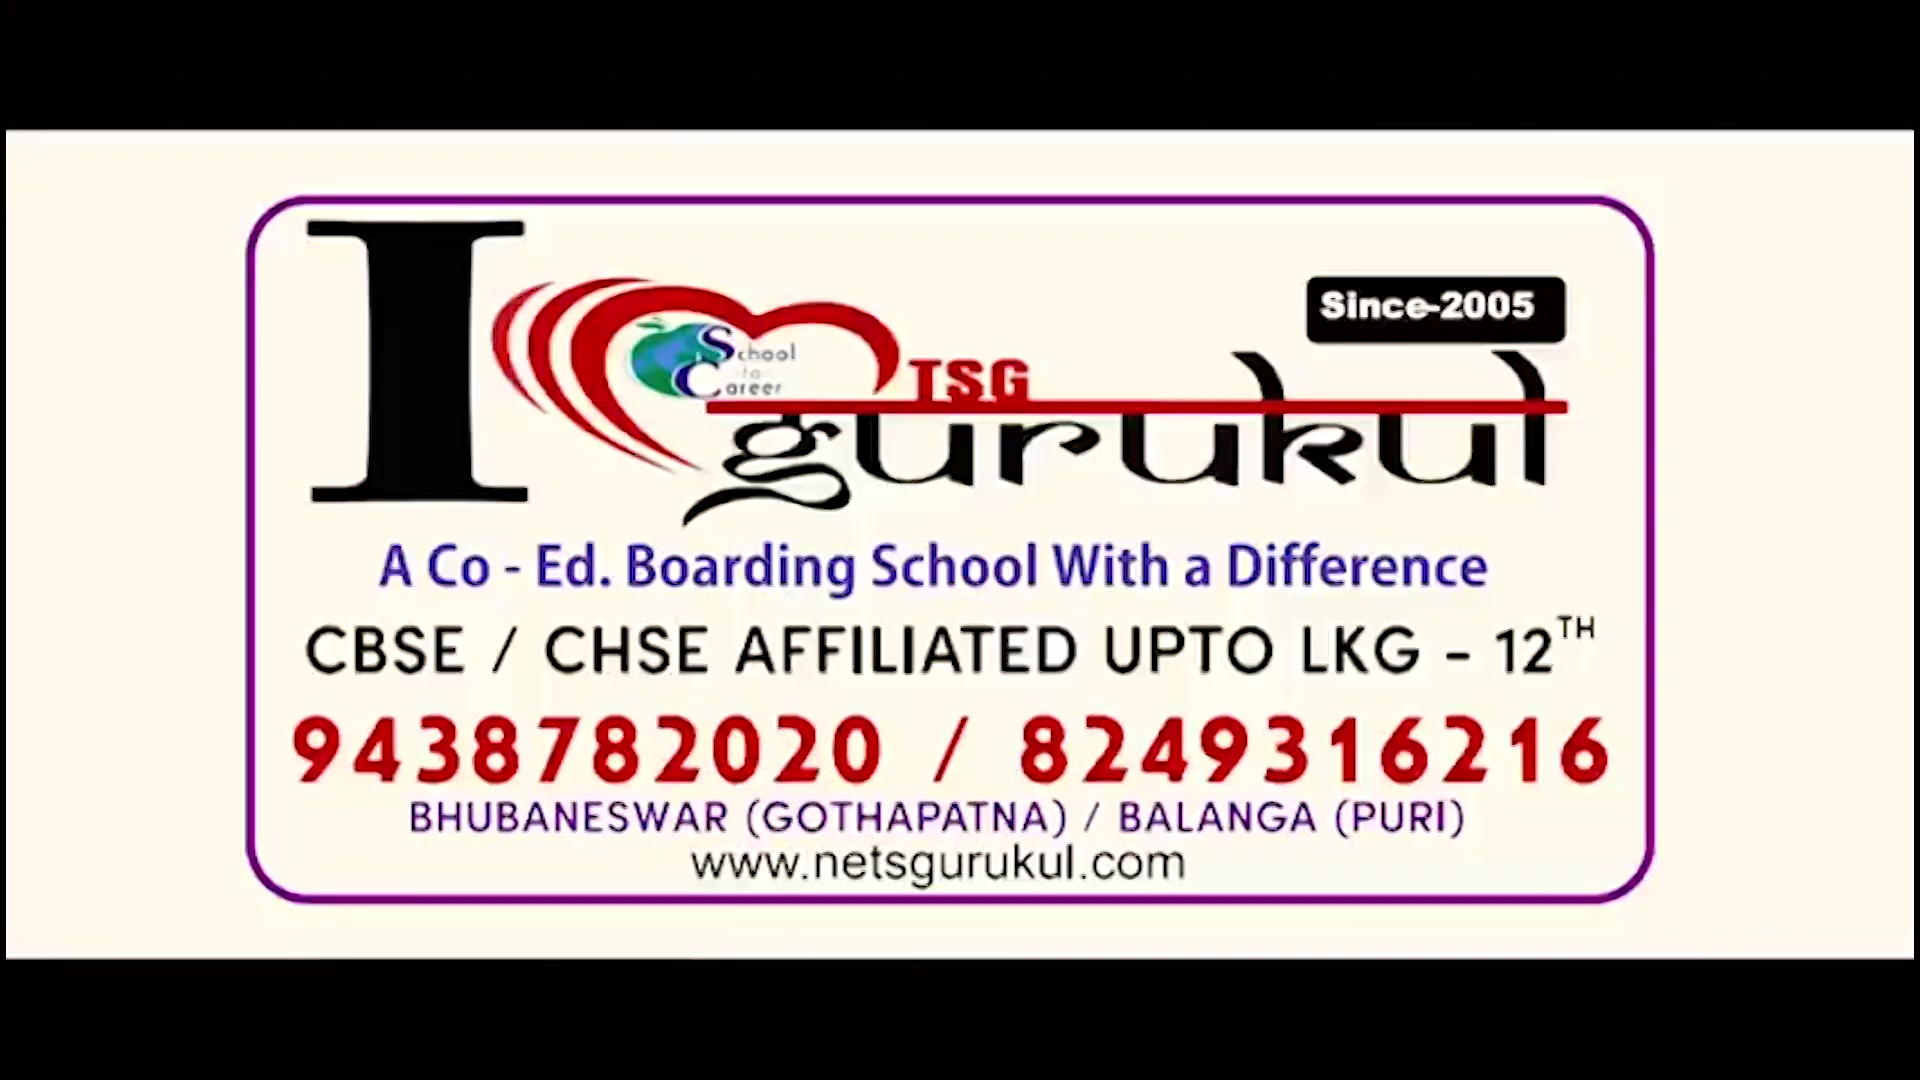 I
Since-2005
School
to
Career
TSG
gurukul
A Co - Ed. Boarding School With a Difference
CBSE / CHSE AFFILIATED UPTO LKG - 12TH
9438782020 / 8249316216
BHUBANESWAR (GOTHAPATNA) / BALANGA (PURI)
www.netsgurukul.com